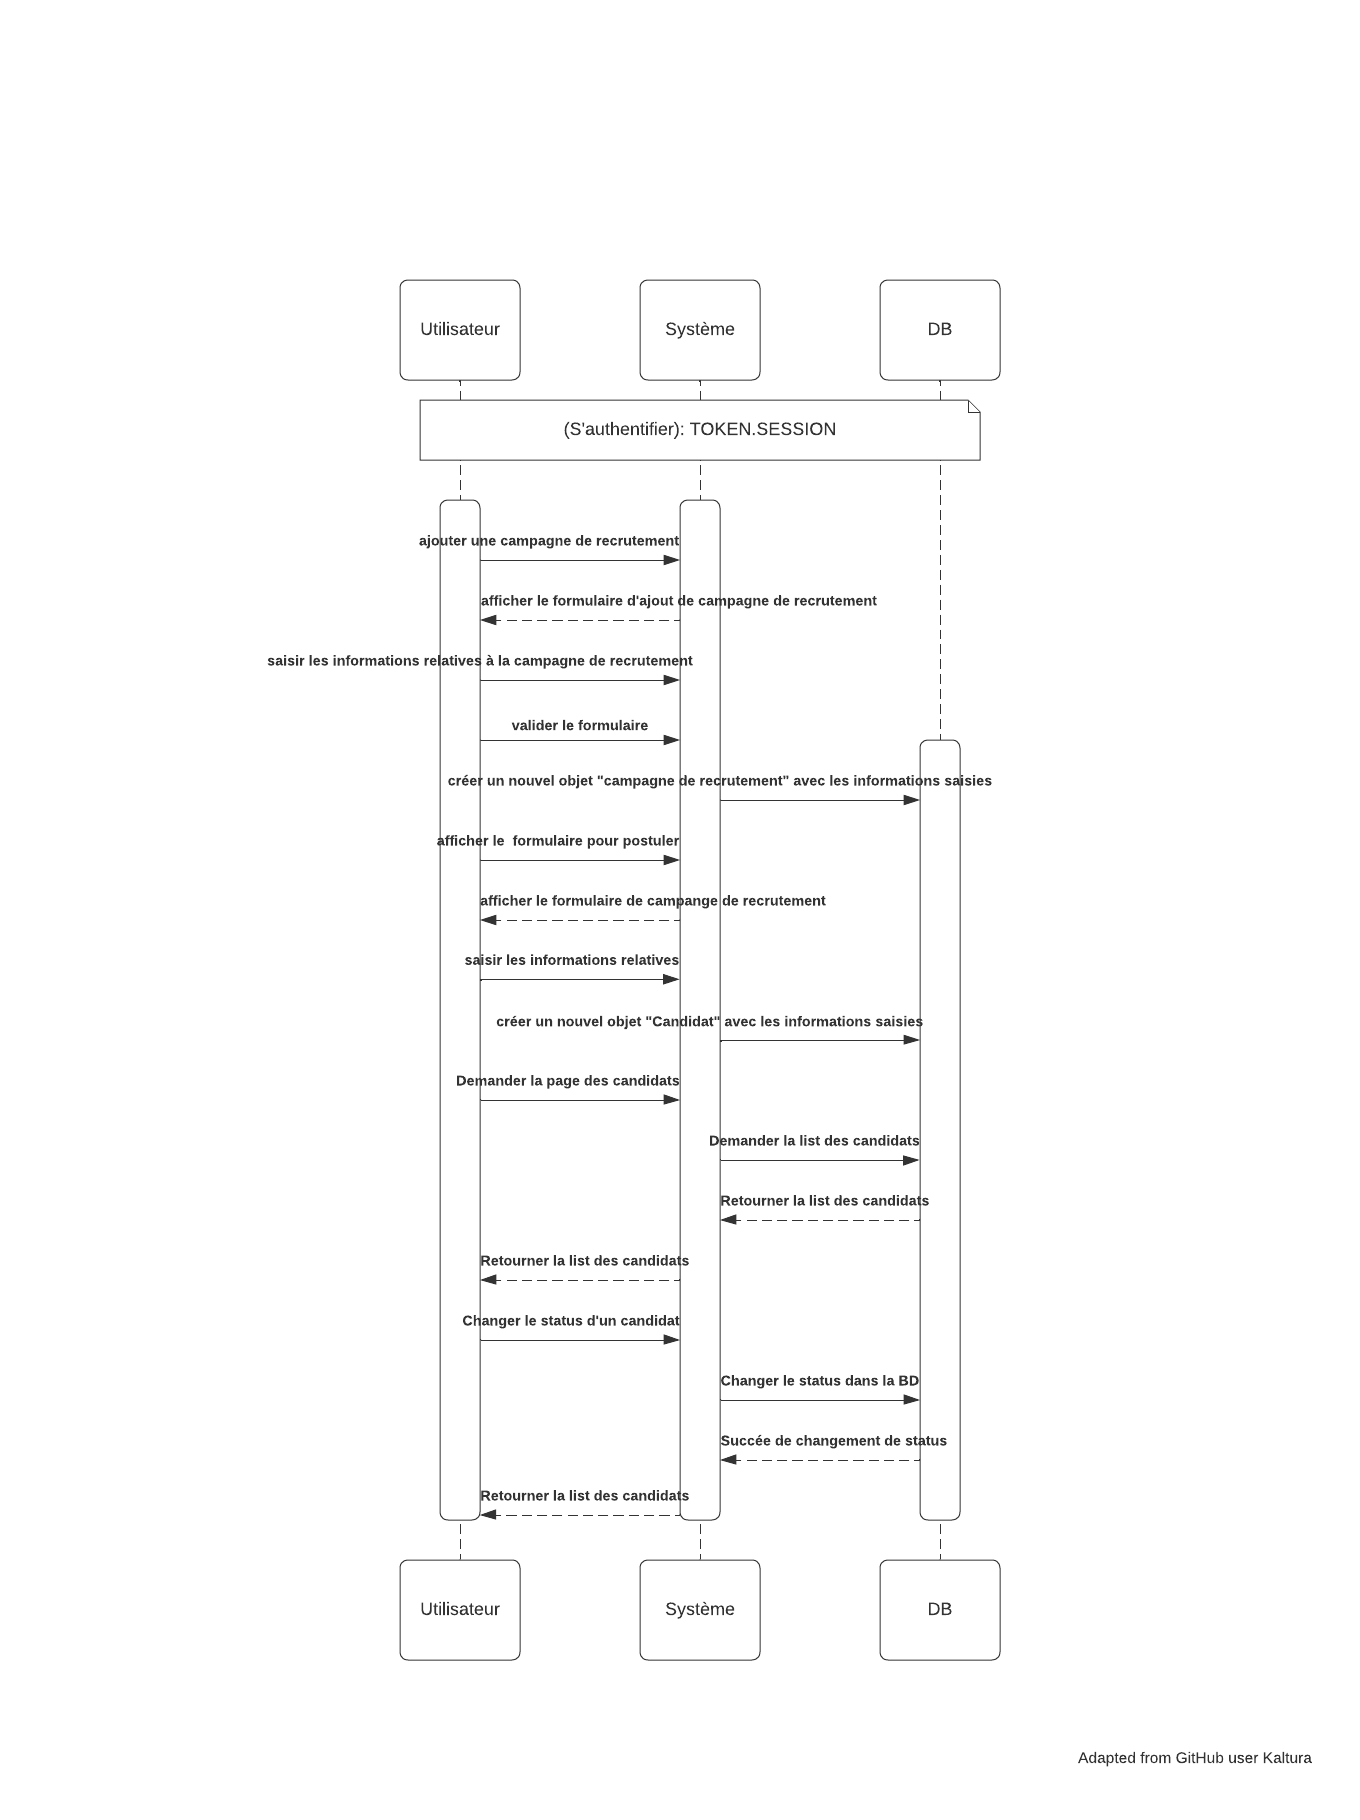 Utilisateur
Système
DB
(S'authentifier): TOKEN.SESSION
ajouter une campagne de recrutement
afficher le formulaire d'ajout de campagne de recrutement
saisir les informations relatives à la campagne de recrutement
valider le formulaire
créer un nouvel objet "campagne de recrutement" avec les informations saisies
afficher le  formulaire pour postuler
afficher le formulaire de campange de recrutement
saisir les informations relatives
créer un nouvel objet "Candidat" avec les informations saisies
Demander la page des candidats
Demander la list des candidats
Retourner la list des candidats
Retourner la list des candidats
Changer le status d'un candidat
Changer le status dans la BD
Succée de changement de status
Retourner la list des candidats
Utilisateur
Système
DB
Adapted from GitHub user Kaltura